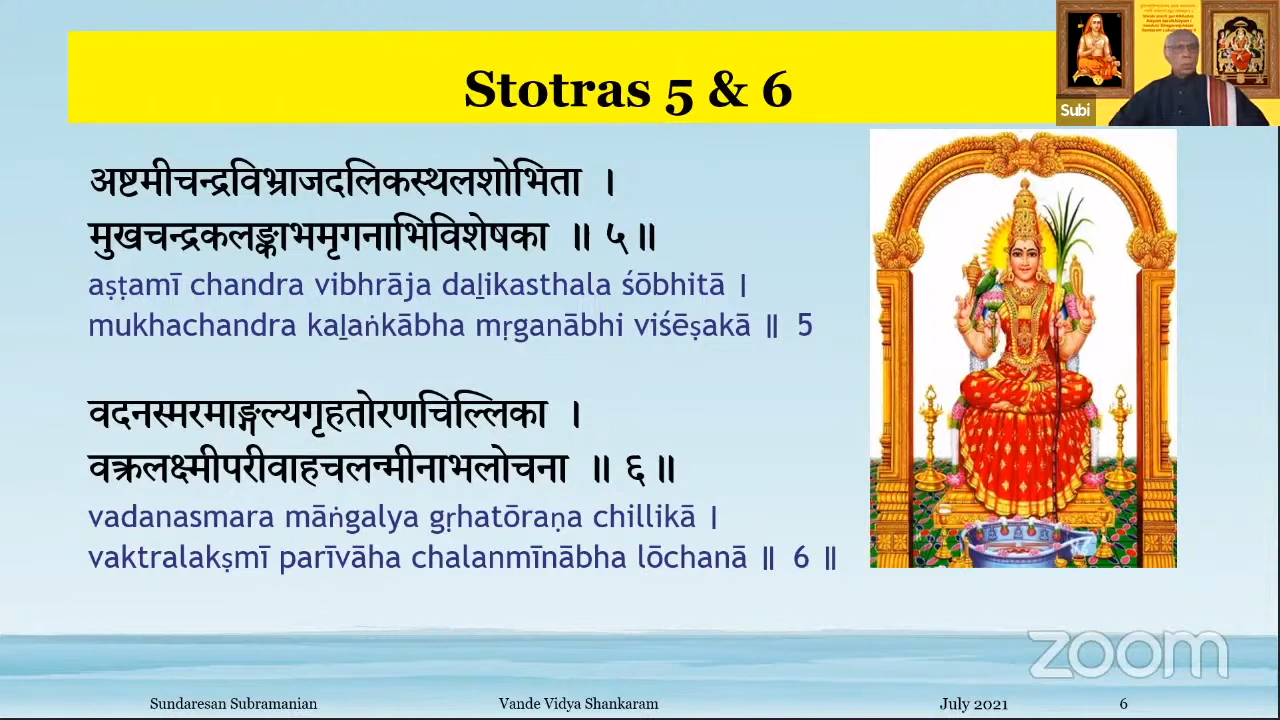 Stotras 5 & 6
Subi
अष्टमीचन्द्रविभ्राजदलिकस्थलशोभिता ।
मुखचन्द्रकलङ्काभमृगनाभिविशेषका ॥ ५ ॥
aṣṭamī chandra vibhrāja daḻikasthala śōbhitā |
mukhachandra kaḻaṅkābha mṛganābhi viśēṣakā ॥ 5
वदनस्मरमाङ्गल्यगृहतोरणचिल्लिका ।
वक्त्रलक्ष्मीपरीवाहचलन्मीनाभलोचना ॥ ६ ॥
vadanasmara māṅgalya gṛhatōraṇa chillikā |
vaktralakṣmī parīvāha chalanmīnābha lōchanā ॥ 6 ॥
zoom
Sundaresan Subramanian Vande Vidya Shankaram July 2021 6